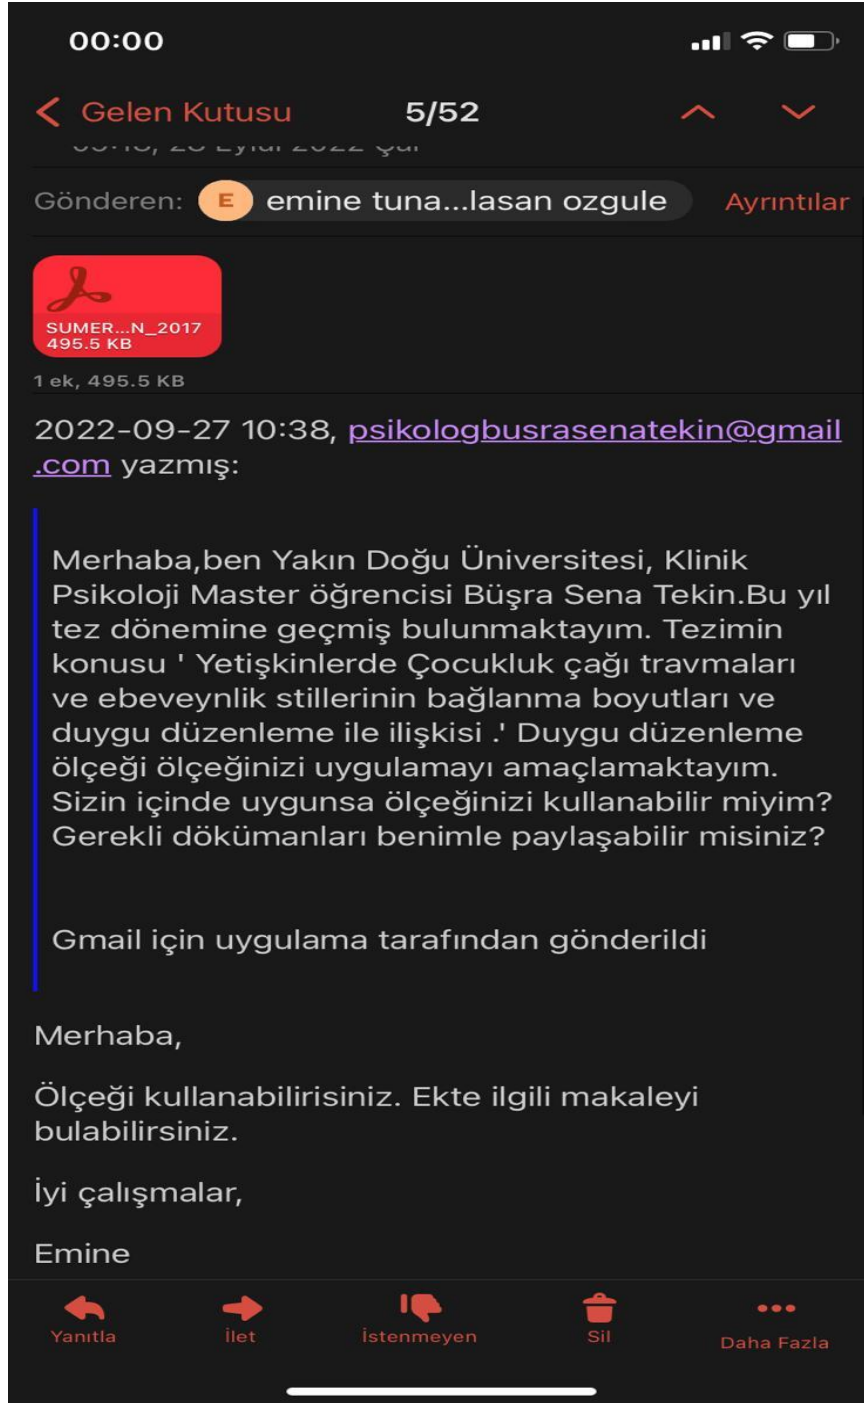 00:00
Gelen Kutusu 5/52
Gönderen: E emine tuna...lasan ozgule Ayrıntılar
SUMER...N_2017
495.5 KB
1 ek, 495.5 KB
2022-09-27 10:38, psikologbusrasenatekin@gmail
.com yazmış:
Merhaba,ben Yakın Doğu Üniversitesi, Klinik
Psikoloji Master öğrencisi Büşra Sena Tekin.Bu yıl
tez dönemine geçmiş bulunmaktayım. Tezimin
konusu ' Yetişkinlerde Çocukluk çağı travmaları
ve ebeveynlik stillerinin bağlanma boyutları ve
duygu düzenleme ile ilişkisi .' Duygu düzenleme
ölçeği ölçeğinizi uygulamayı amaçlamaktayım.
Sizin içinde uygunsa ölçeğinizi kullanabilir miyim?
Gerekli dökümanları benimle paylaşabilir misiniz?
Gmail için uygulama tarafından gönderildi
Merhaba,
Ölçeği kullanabilirisiniz. Ekte ilgili makaleyi
bulabilirsiniz.
İyi çalışmalar,
Emine
Yanıtla İlet İstenmeyen Sil Daha Fazla